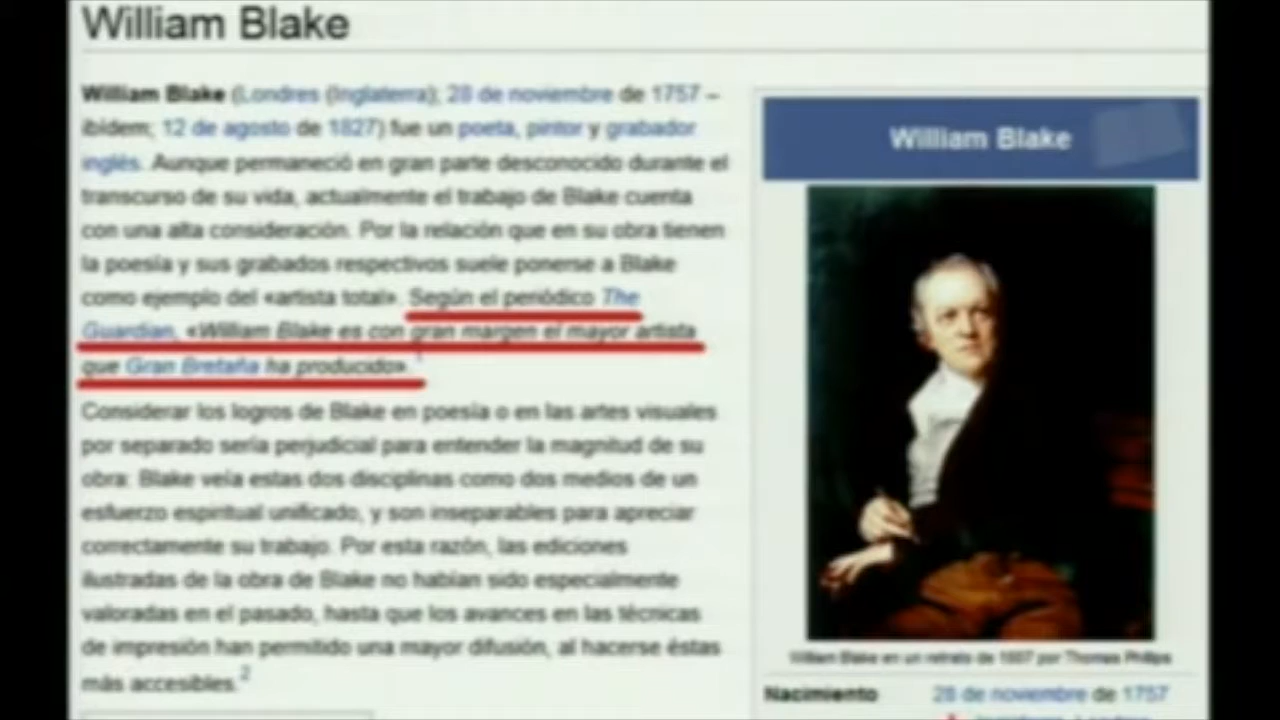 William Blake
William Blake (Londres (Inglaterra); 28 de noviembre de 1757 –
ibídem; 12 de agosto de 1827) fue un poeta, pintor y grabador
inglés. Aunque permaneció en gran parte desconocido durante el
transcurso de su vida, actualmente el trabajo de Blake cuenta
con una alta consideración. Por la relación que en su obra tienen
la poesía y sus grabados respectivos suele ponerse a Blake
como ejemplo del «artista total». Según el periódico The
Guardian, «William Blake es con gran margen el mayor artista
que Gran Bretaña ha producido».1
Considerar los logros de Blake en poesía o en las artes visuales
por separado sería perjudicial para entender la magnitud de su
obra: Blake veía estas dos disciplinas como dos medios de un
esfuerzo espiritual unificado, y son inseparables para apreciar
correctamente su trabajo. Por esta razón, las ediciones
ilustradas de la obra de Blake no habían sido especialmente
valoradas en el pasado, hasta que los avances en las técnicas
de impresión han permitido una mayor difusión, al hacerse éstas
más accesibles.2
William Blake
William Blake en un retrato de 1807 por Thomas Phillips
Nacimiento 28 de noviembre de 1757